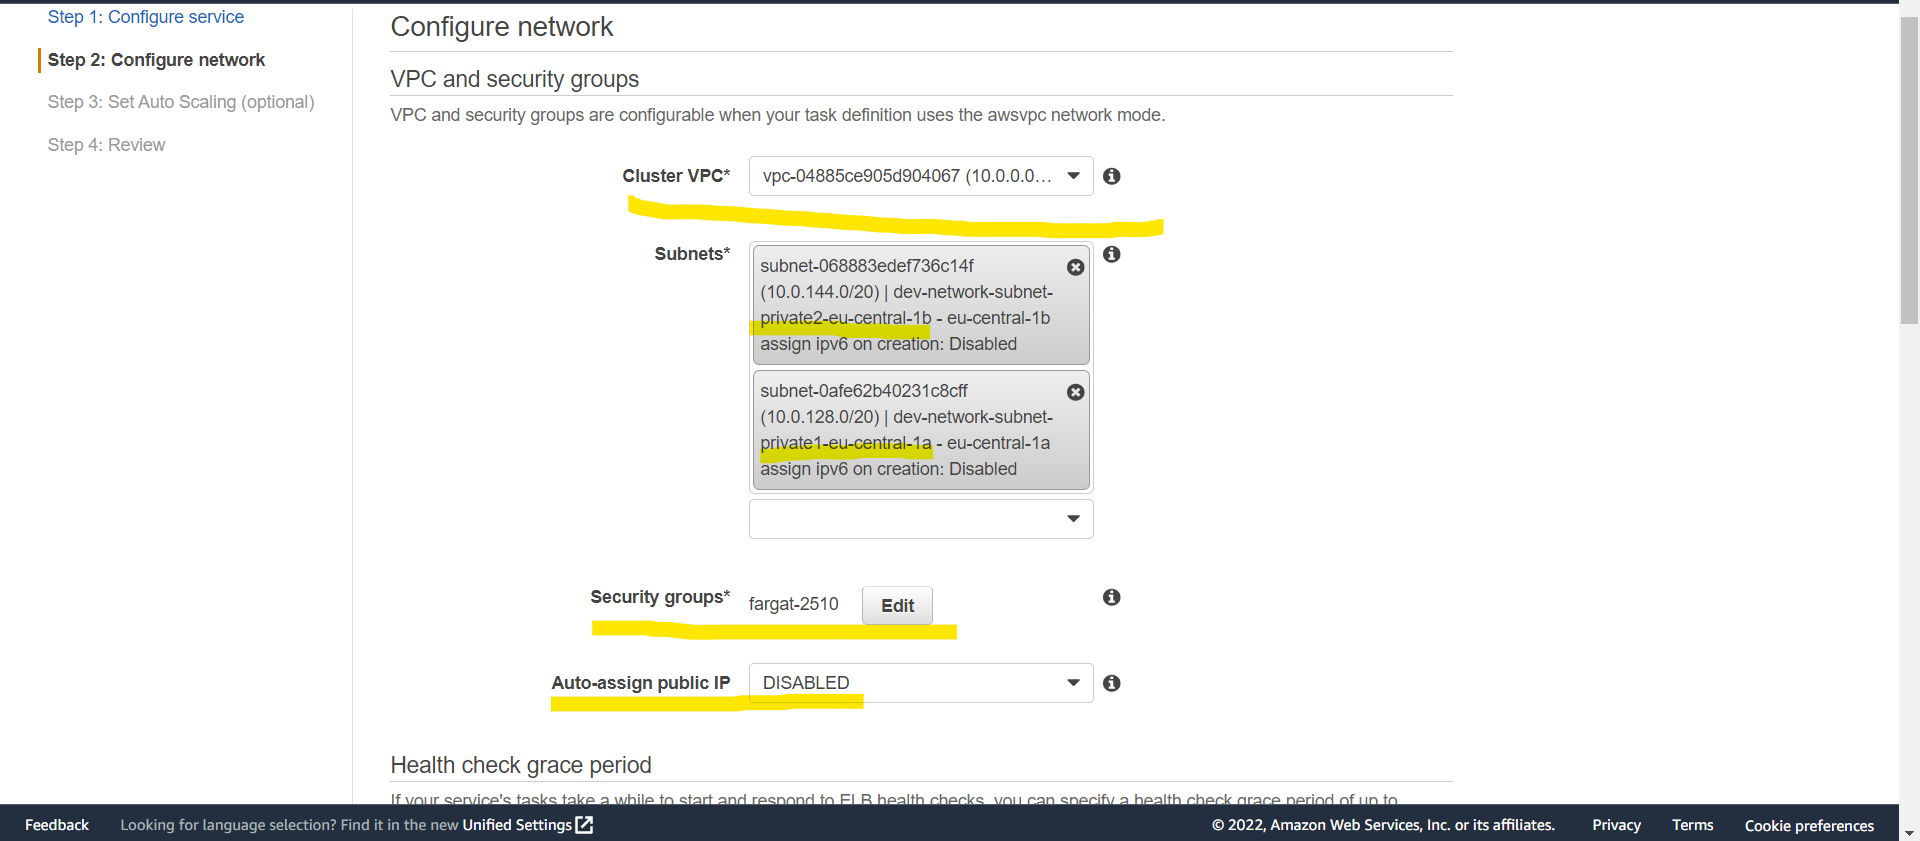 Step 1: Configure service
Step 2: Configure network
Step 3: Set Auto Scaling (optional)
Step 4: Review
Configure network
VPC and security groups
VPC and security groups are configurable when your task definition uses the awsvpc network mode.
Cluster VPC*
vpc-04885ce905d904067 (10.0.0.0...
Subnets*
subnet-068883edef736c14f
(10.0.144.0/20) | dev-network-subnet-
private2-eu-central-1b - eu-central-1b
assign ipv6 on creation: Disabled
subnet-0afe62b40231c8cff
(10.0.128.0/20) | dev-network-subnet-
private1-eu-central-1a - eu-central-1a
assign ipv6 on creation: Disabled
Security groups*
fargat-2510
Edit
Auto-assign public IP
DISABLED
Health check grace period
If your service's tasks take a while to start and respond to ELB health checks, you can specify a health check grace period of up to
Feedback
Looking for language selection? Find it in the new Unified Settings
© 2022, Amazon Web Services, Inc. or its affiliates.
Privacy
Terms
Cookie preferences